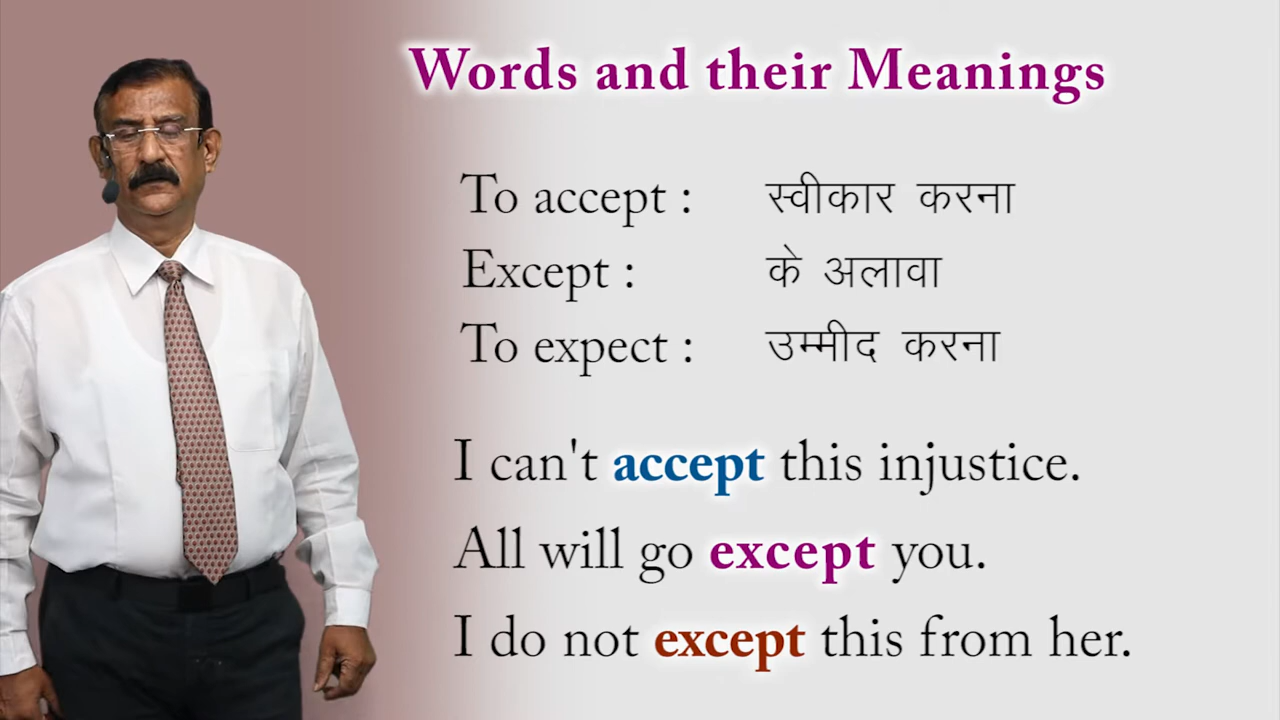 Words and their Meanings
To accept : स्वीकार करना
Except : के अलावा
To expect : उम्मीद करना
I can't accept this injustice.
All will go except you.
I do not except this from her.